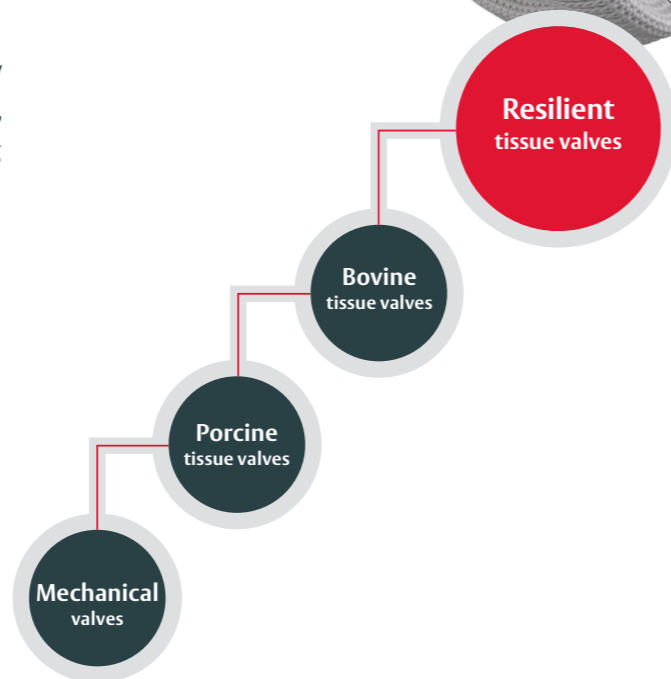 Resilient
tissue valves
Bovine
tissue valves
Porcine
tissue valves
Mechanical
valves